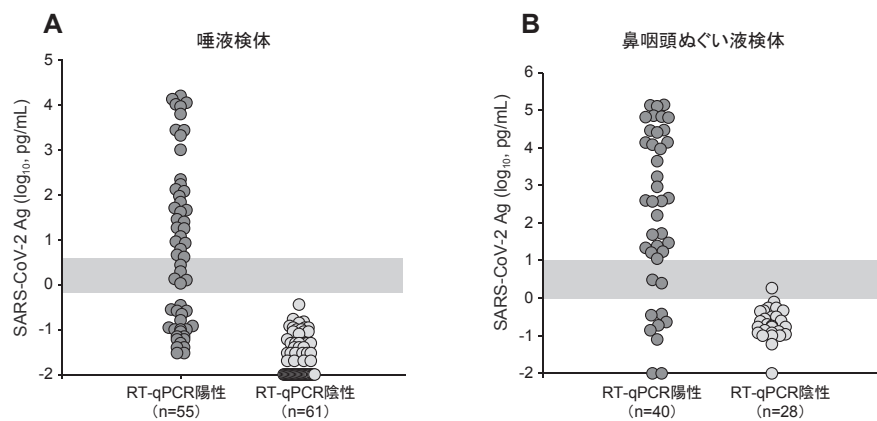 A
唾液検体
SARS-CoV-2 Ag (log₁₀, pg/mL)
5
4
3
2
1
0
-1
-2
RT-qPCR陽性
(n=55)
RT-qPCR陰性
(n=61)
B
鼻咽頭ぬぐい液検体
SARS-CoV-2 Ag (log₁₀, pg/mL)
6
5
4
3
2
1
0
-1
-2
RT-qPCR陽性
(n=40)
RT-qPCR陰性
(n=28)